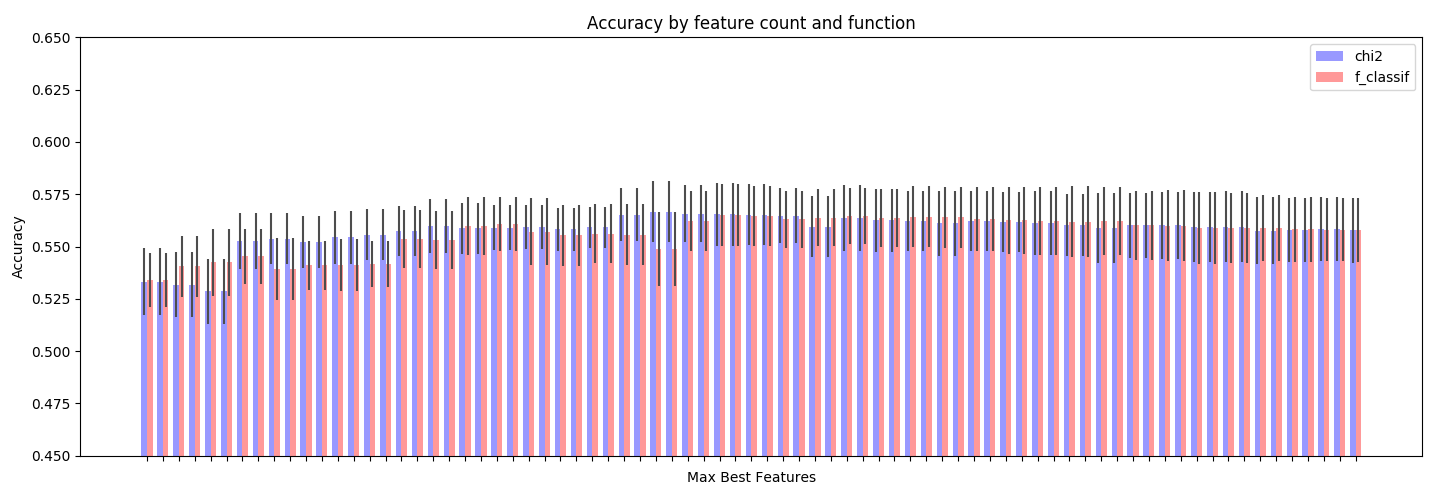 Accuracy by feature count and function
0.650
0.625
0.600
0.575
0.550
0.525
0.500
0.475
0.450
Accuracy
chi2
f_classif
Max Best Features